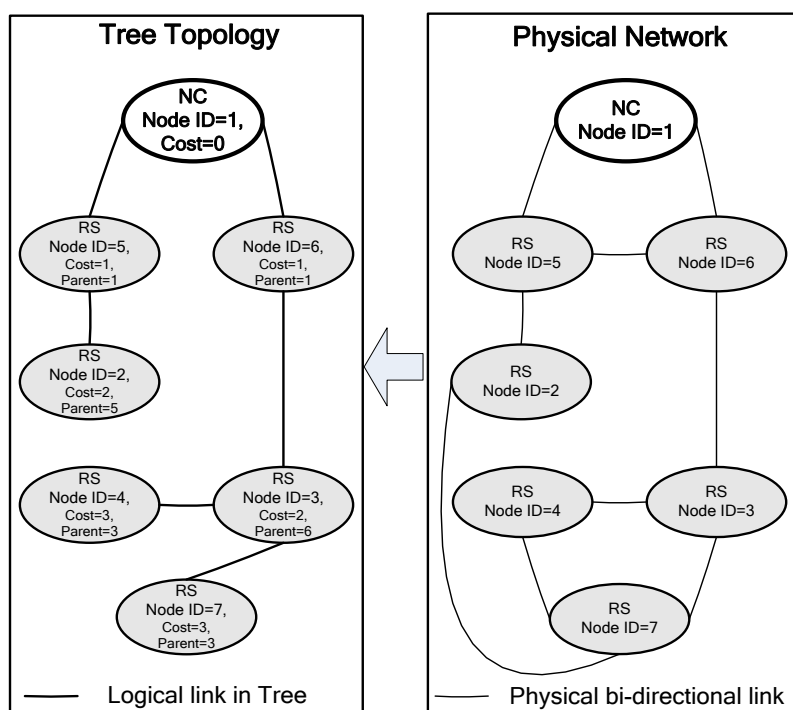 Tree Topology
NC
Node ID=1,
Cost=0
RS
Node ID=5,
Cost=1,
Parent=1
RS
Node ID=6,
Cost=1,
Parent=1
RS
Node ID=2,
Cost=2,
Parent=5
RS
Node ID=4,
Cost=3,
Parent=3
RS
Node ID=3,
Cost=2,
Parent=6
RS
Node ID=7,
Cost=3,
Parent=3
Logical link in Tree
Physical Network
NC
Node ID=1
RS
Node ID=5
RS
Node ID=6
RS
Node ID=2
RS
Node ID=4
RS
Node ID=3
RS
Node ID=7
Physical bi-directional link